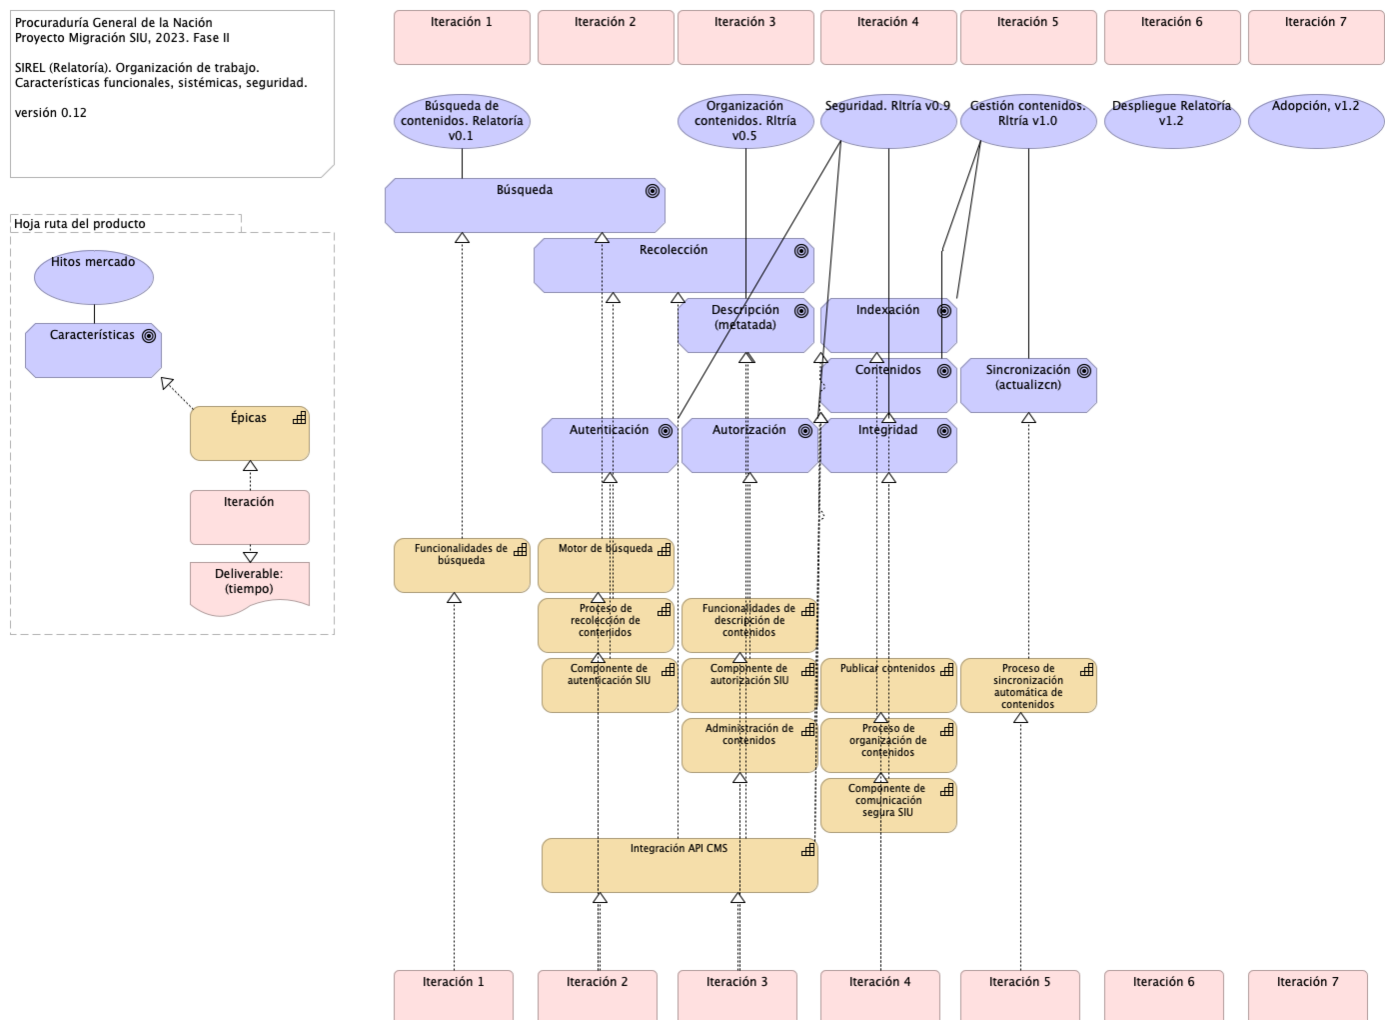 Procuraduría General de la Nación
Proyecto Migración SIU, 2023. Fase II
SIREL (Relatoría). Organización de trabajo.
Características funcionales, sistémicas, seguridad.
versión 0.12
Hoja ruta del producto
Hitos mercado
Características
Épicas
Iteración
Deliverable:
(tiempo)
Iteración 1
Iteración 2
Iteración 3
Iteración 4
Iteración 5
Iteración 6
Iteración 7
Búsqueda de
contenidos. Relatoría
v0.1
Organización
contenidos. Rltría
v0.5
Seguridad. Rltría v0.9
Gestión contenidos.
Rltría v1.0
Despliegue Relatoría
v1.2
Adopción, v1.2
Búsqueda
Recolección
Descripción
(metatada)
Indexación
Contenidos
Sincronización
(actualizcn)
Autenticación
Autorización
Integridad
Funcionalidades de
búsqueda
Motor de búsqueda
Proceso de
recolección de
contenidos
Funcionalidades de
descripción de
contenidos
Componente de
autenticación SIU
Componente de
autorización SIU
Publicar contenidos
Proceso de
sincronización
automática de
contenidos
Administración de
contenidos
Proceso de
organización de
contenidos
Componente de
comunicación
segura SIU
Integración API CMS
Iteración 1
Iteración 2
Iteración 3
Iteración 4
Iteración 5
Iteración 6
Iteración 7